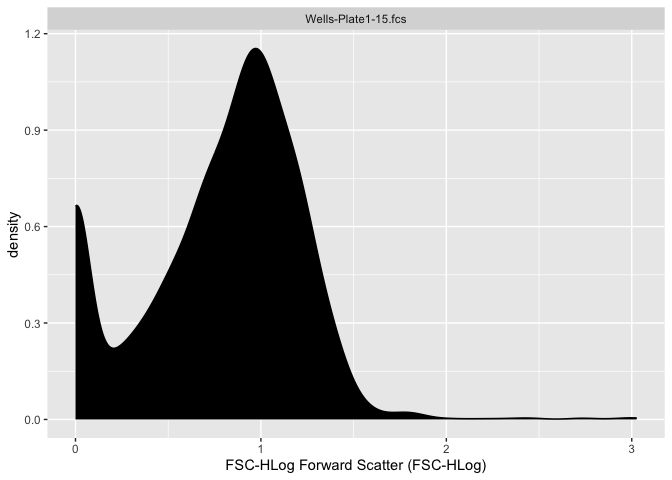 Wells-Plate1-15.fcs
1.2
0.9
0.6
0.3
0.0
density
0 1 2 3
FSC-HLog Forward Scatter (FSC-HLog)